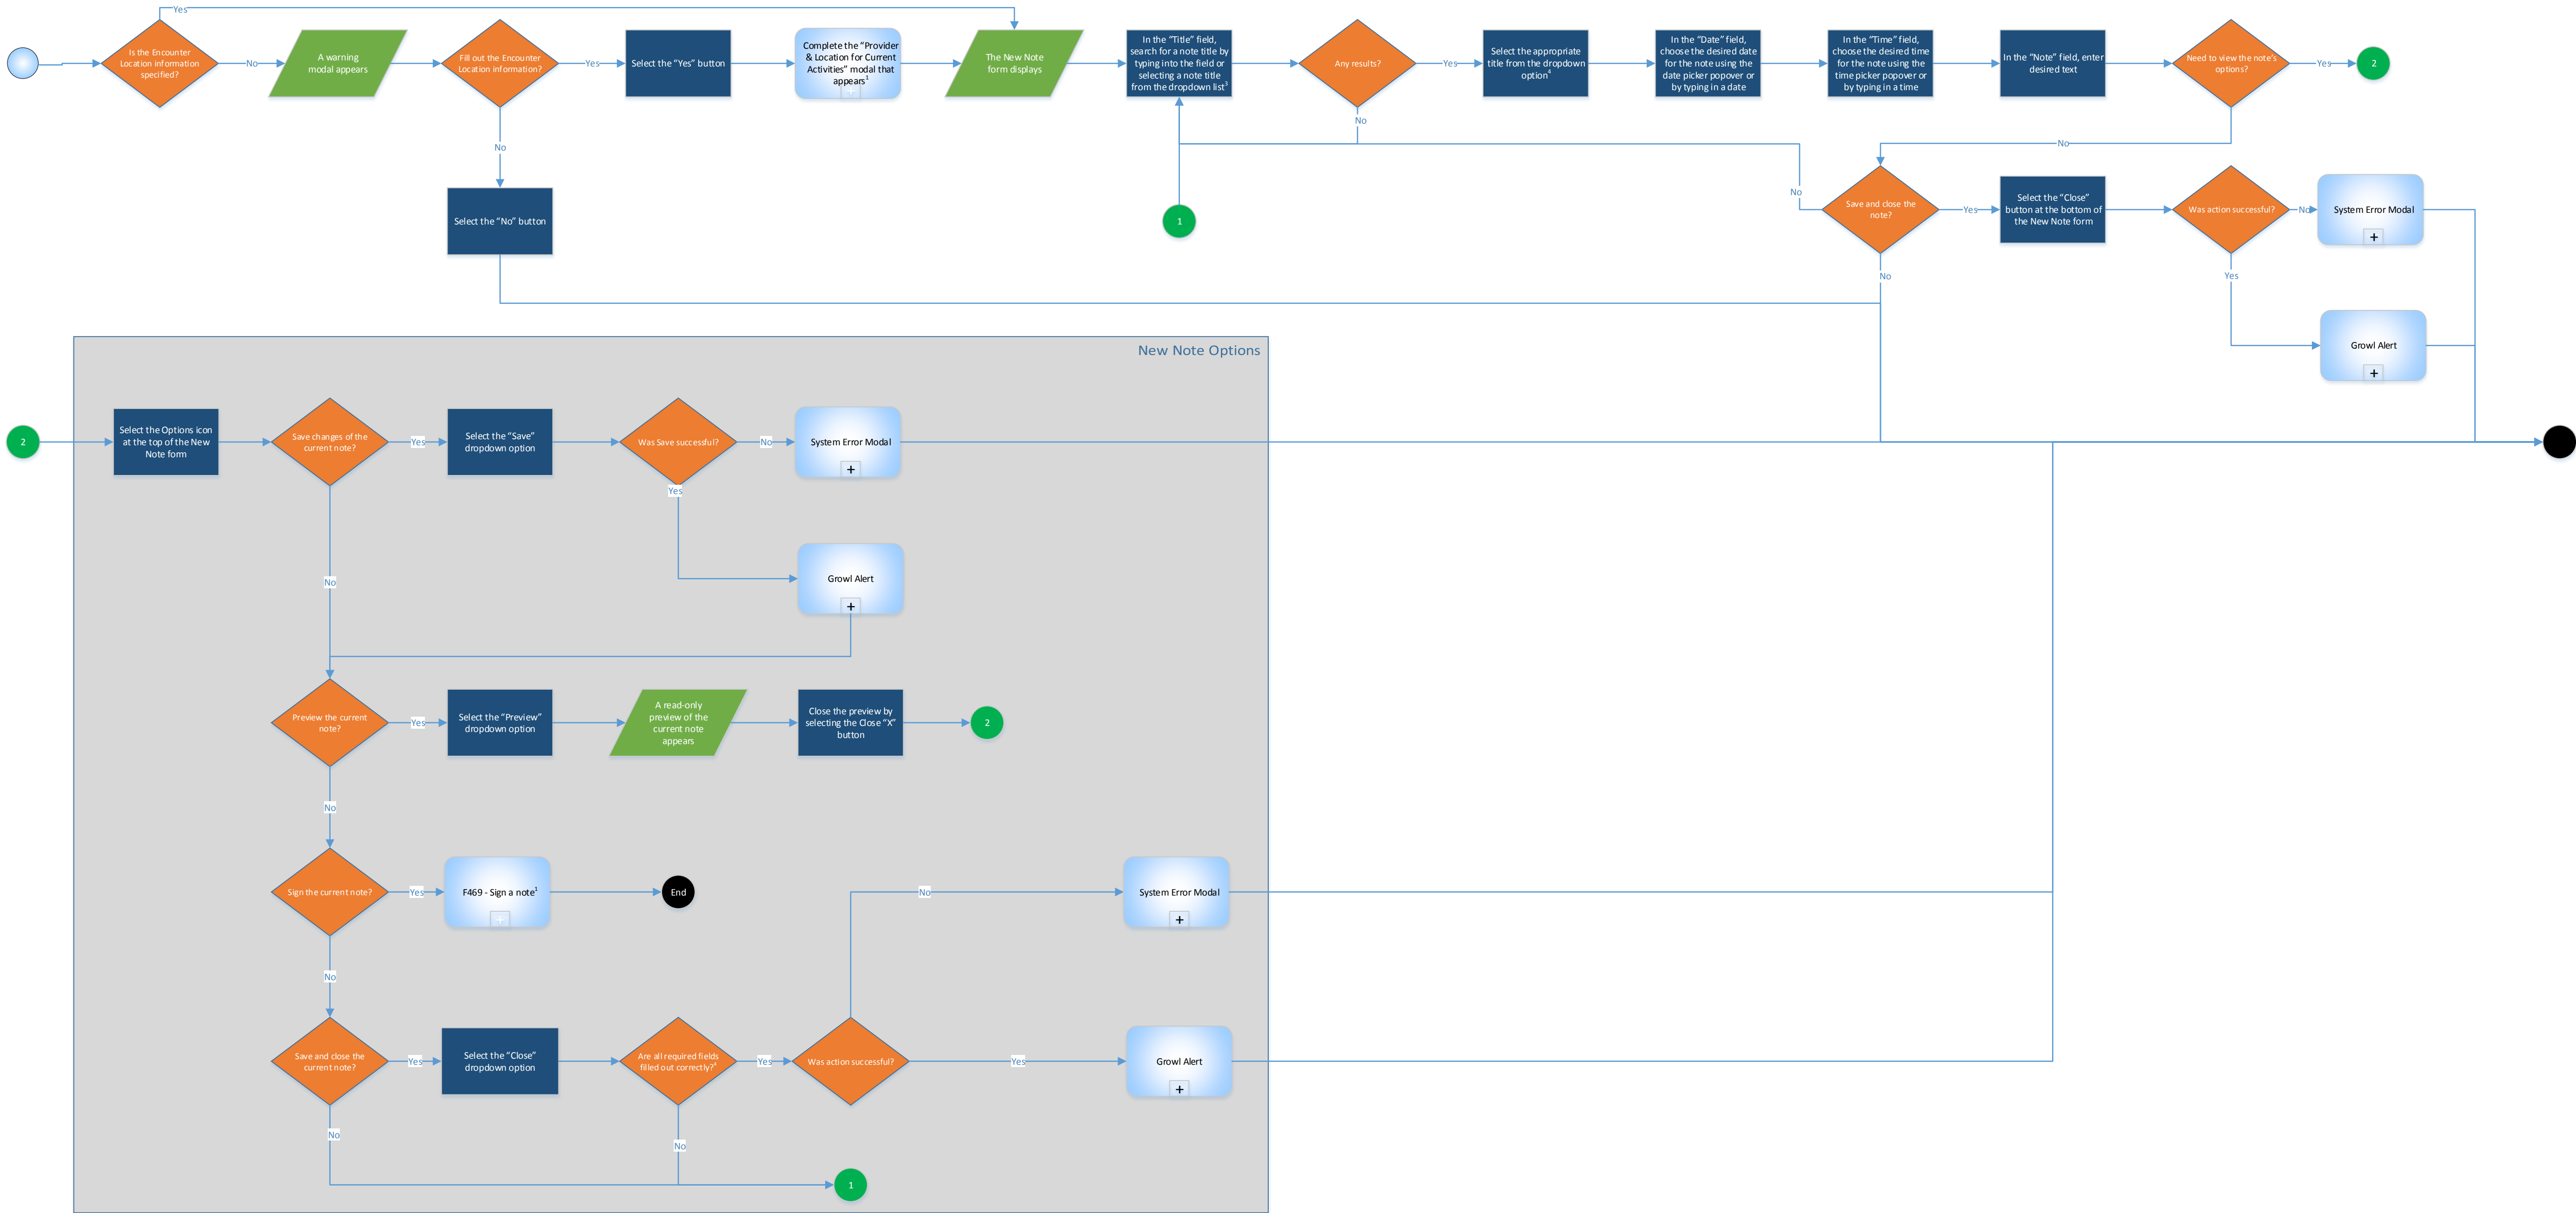 Yes
Is the Encounter
Location information
specified?
No
A warning
modal appears
Fill out the Encounter
Location information?
Yes
Select the “Yes” button
Complete the “Provider
& Location for Current
Activities” modal that
appears1
The New Note
form displays
In the “Title” field,
search for a note title by
typing into the field or
selecting a note title
from the dropdown list3
Any results?
Yes
Select the appropriate
title from the dropdown
option4
In the “Date” field,
choose the desired date
for the note using the
date picker popover or
by typing in a date
In the “Time” field,
choose the desired time
for the note using the
time picker popover or
by typing in a time
In the “Note” field, enter
desired text
Need to view the note’s
options?
Yes
2
No
No
No
Select the “No” button
1
No
Save and close the
note?
Yes
Select the “Close”
button at the bottom of
the New Note form
Was action successful?
No
System Error Modal
+
No
Yes
Growl Alert
+
New Note Options
2
Select the Options icon
at the top of the New
Note form
Save changes of the
current note?
Yes
Select the “Save”
dropdown option
Was Save successful?
No
System Error Modal
+
Yes
No
Growl Alert
+
Preview the current
note?
Yes
Select the “Preview”
dropdown option
A read-only
preview of the
current note
appears
Close the preview by
selecting the Close “X”
button
2
No
Sign the current note?
Yes
F469 - Sign a note1
+
End
No
System Error Modal
+
No
Save and close the
current note?
Yes
Select the “Close”
dropdown option
Are all required fields
filled out correctly?4
Yes
Was action successful?
Yes
Growl Alert
+
No
No
1